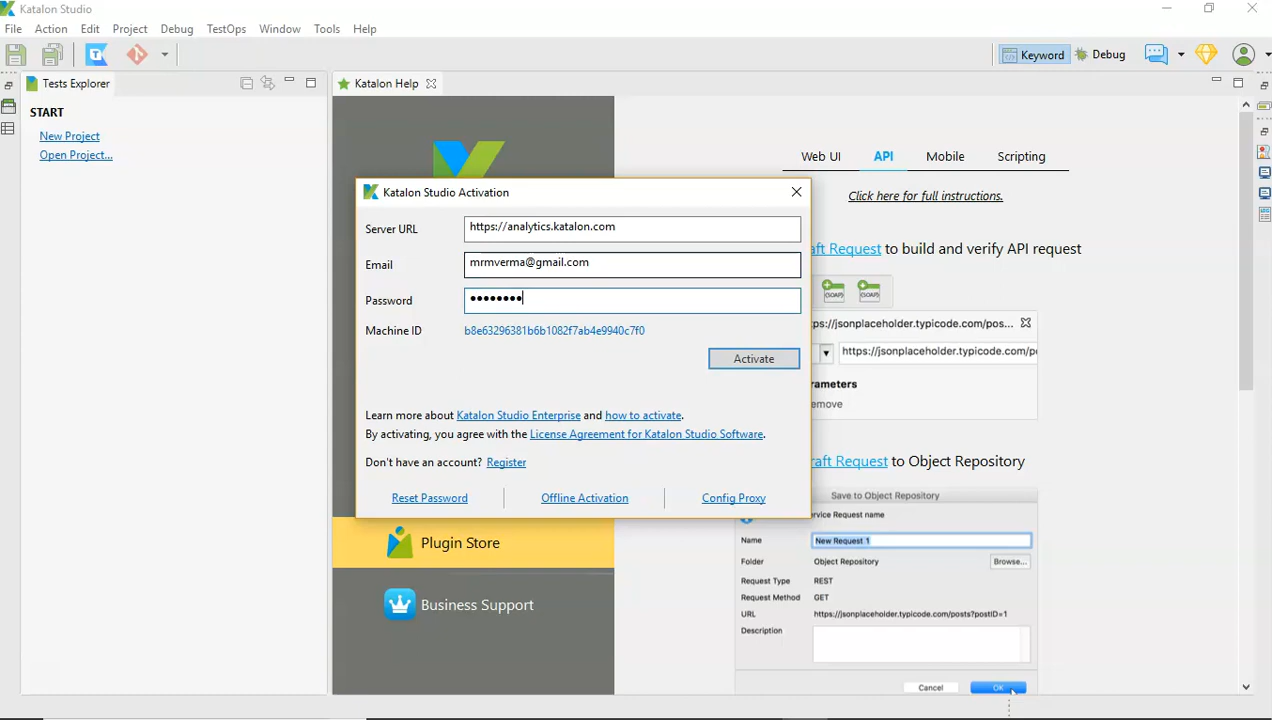 Katalon Studio
File Action Edit Project Debug TestOps Window Tools Help
Keyword Debug
Tests Explorer
Katalon Help
START
New Project
Open Project...
Web UI API Mobile Scripting
Click here for full instructions.
Katalon Studio Activation
Server URL https://analytics.katalon.com
Email mrmverma@gmail.com
Password ••••••••
Machine ID b8e63296381b6b1082f7ab4e9940c7f0
Activate
Learn more about Katalon Studio Enterprise and how to activate.
By activating, you agree with the License Agreement for Katalon Studio Software.
Don't have an account? Register
Reset Password Offline Activation Config Proxy
aft Request to build and verify API request
(SOAP) (SOAP)
ps://jsonplaceholder.typicode.com/pos...
https://jsonplaceholder.typicode.com/p
rameters
emove
raft Request to Object Repository
Save to Object Repository
rvice Request name
Name New Request 1
Folder Object Repository Browse...
Request Type REST
Request Method GET
URL https://jsonplaceholder.typicode.com/posts?postID=1
Description
Cancel OK
Plugin Store
Business Support